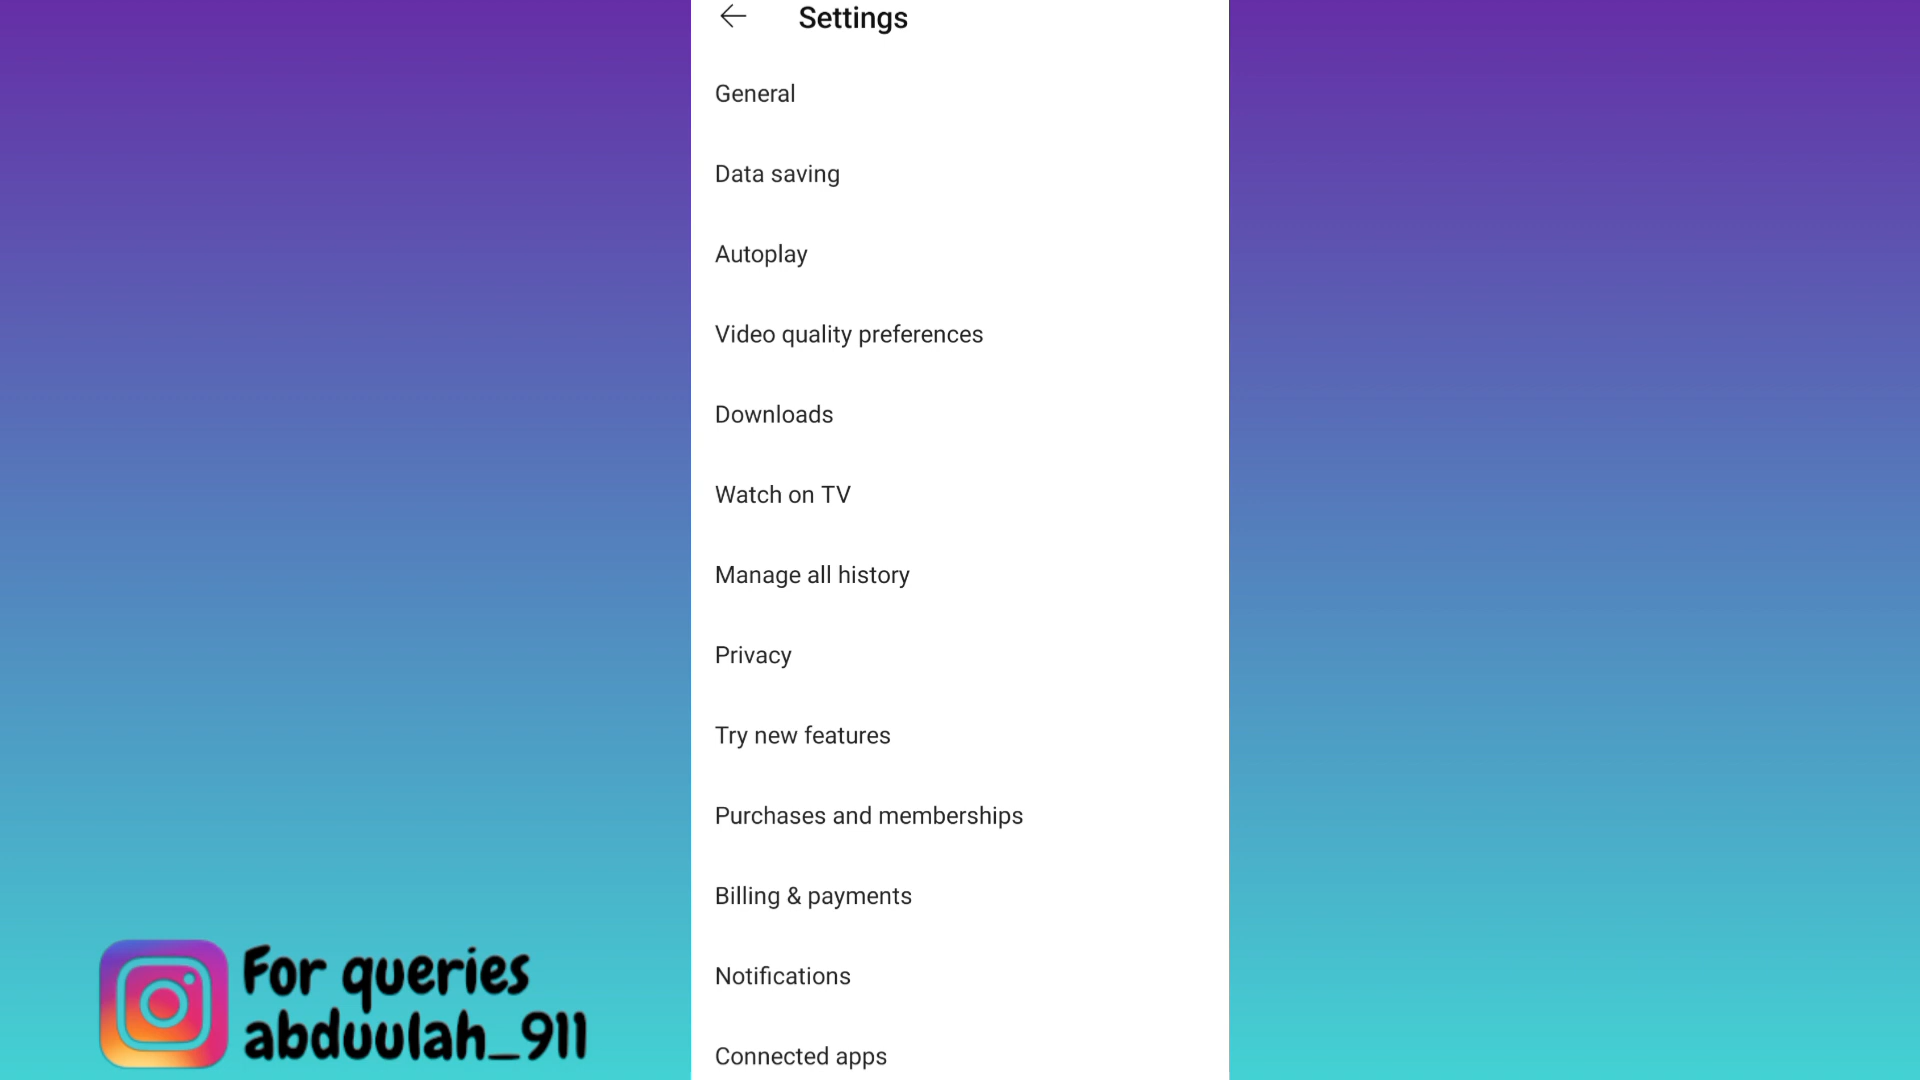 Settings
General
Data saving
Autoplay
Video quality preferences
Downloads
Watch on TV
Manage all history
Privacy
Try new features
Purchases and memberships
Billing & payments
Notifications
Connected apps
For queries
abduulah_911